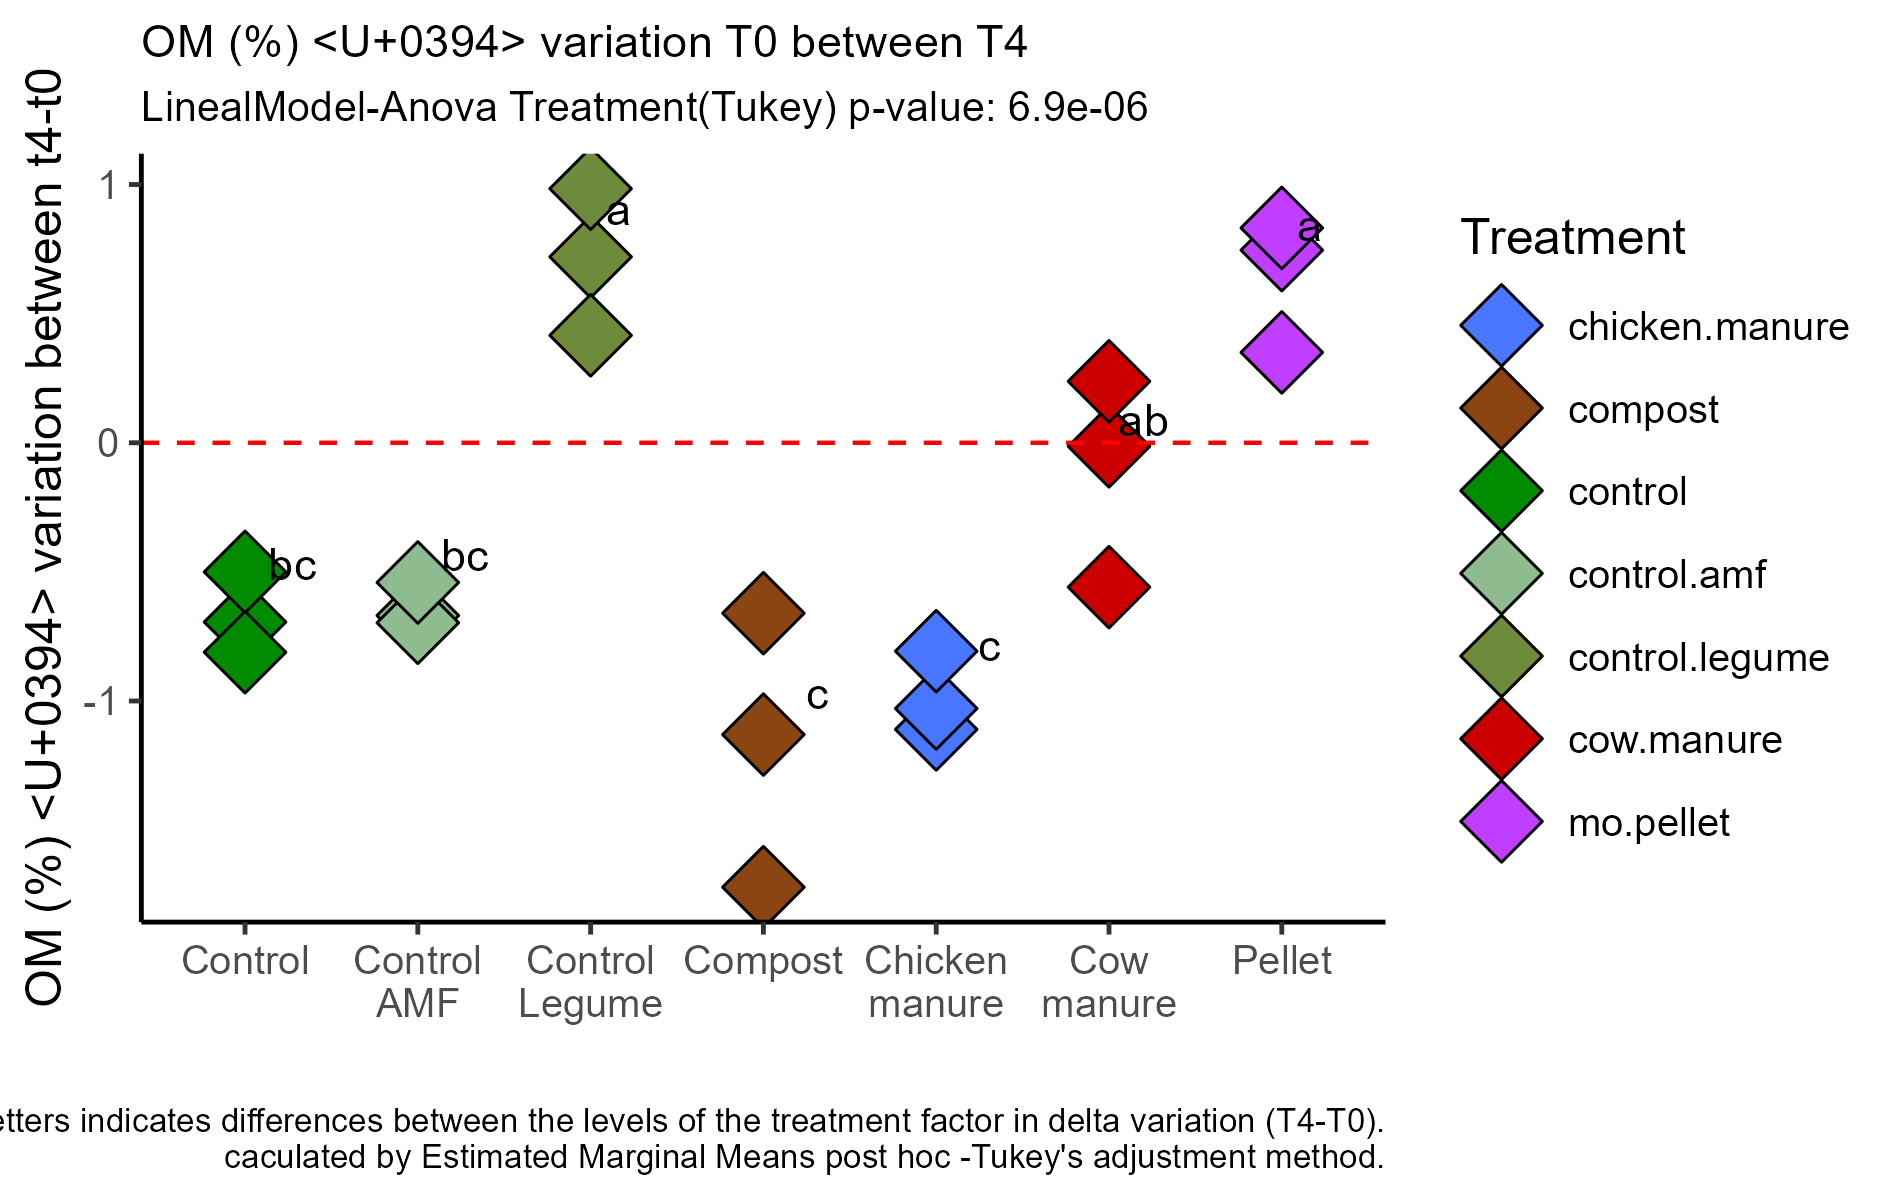 OM (%) <U+0394> variation T0 between T4
LinealModel-Anova Treatment(Tukey) p-value: 6.9e-06
OM (%) <U+0394> variation between t4-t0
1
0
-1
a
a
ab
bc
bc
c
c
Control
Control
AMF
Control
Legume
Compost
Chicken
manure
Cow
manure
Pellet
Treatment
chicken.manure
compost
control
control.amf
control.legume
cow.manure
mo.pellet
etters indicates differences between the levels of the treatment factor in delta variation (T4-T0).
caculated by Estimated Marginal Means post hoc -Tukey's adjustment method.